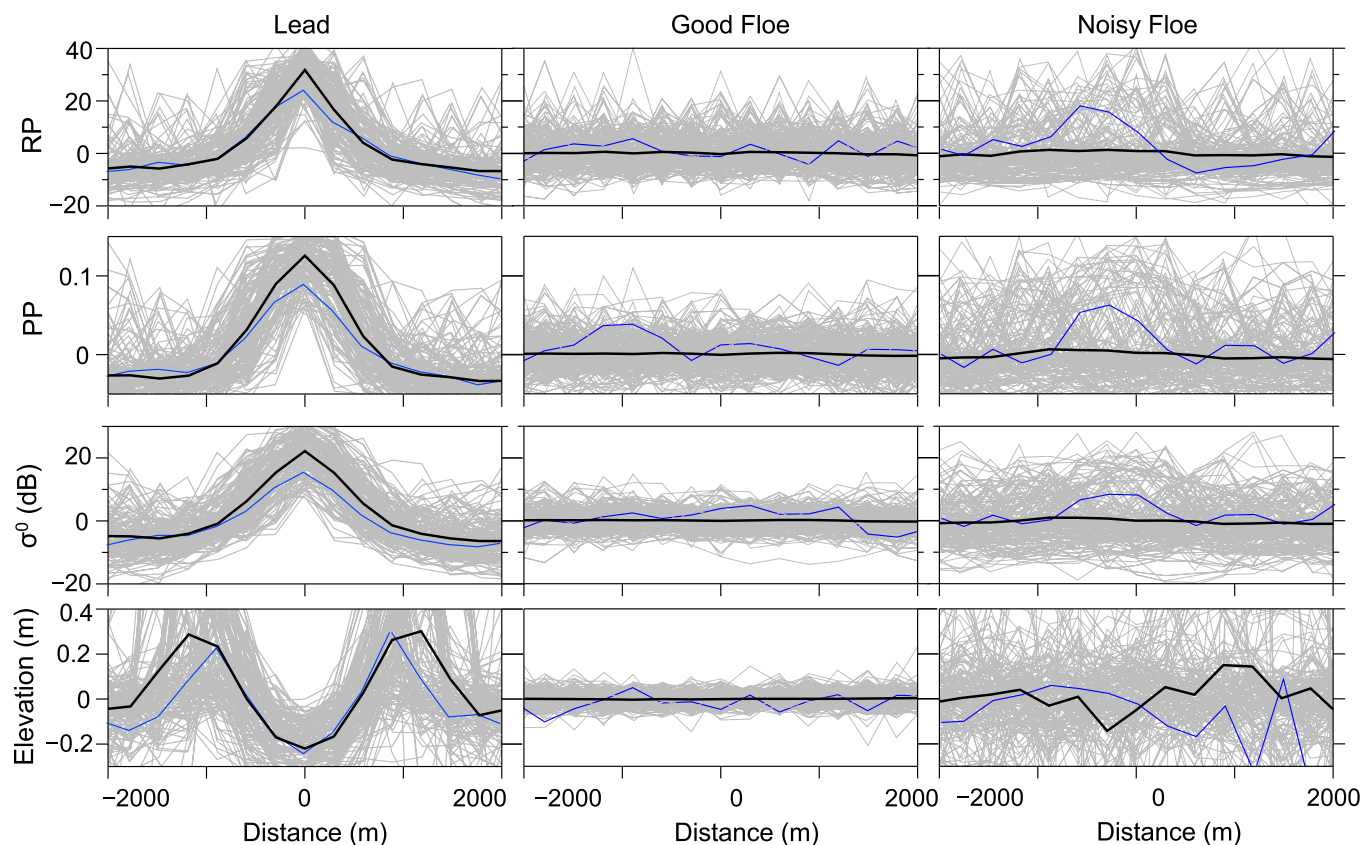 Lead Good Floe Noisy Floe
RP
40
20
0
−20
PP
0.1
0
σ⁰ (dB)
20
0
−20
Elevation (m)
0.4
0.2
0
−0.2
−2000 0 2000 −2000 0 2000 −2000 0 2000
Distance (m) Distance (m) Distance (m)